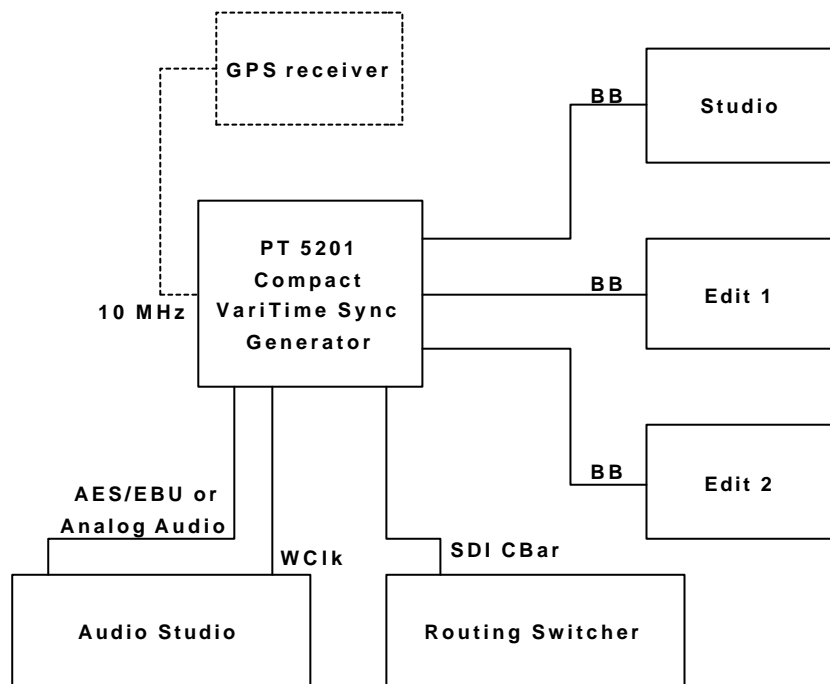 GPS receiver
BB
Studio
PT 5201
Compact
VariTime Sync
Generator
10 MHz
BB
Edit 1
BB
Edit 2
AES/EBU or
Analog Audio
WClk
SDI CBar
Audio Studio
Routing Switcher